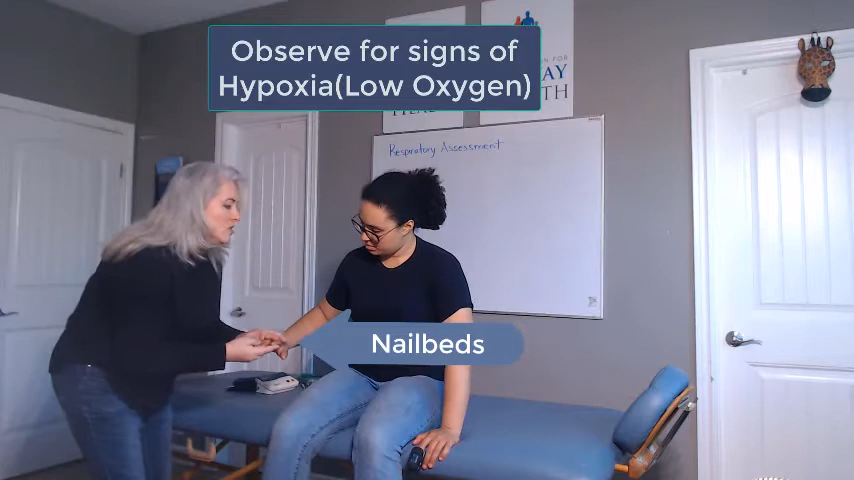 Observe for signs of
Hypoxia(Low Oxygen)
Respiratory Assessment
Nailbeds